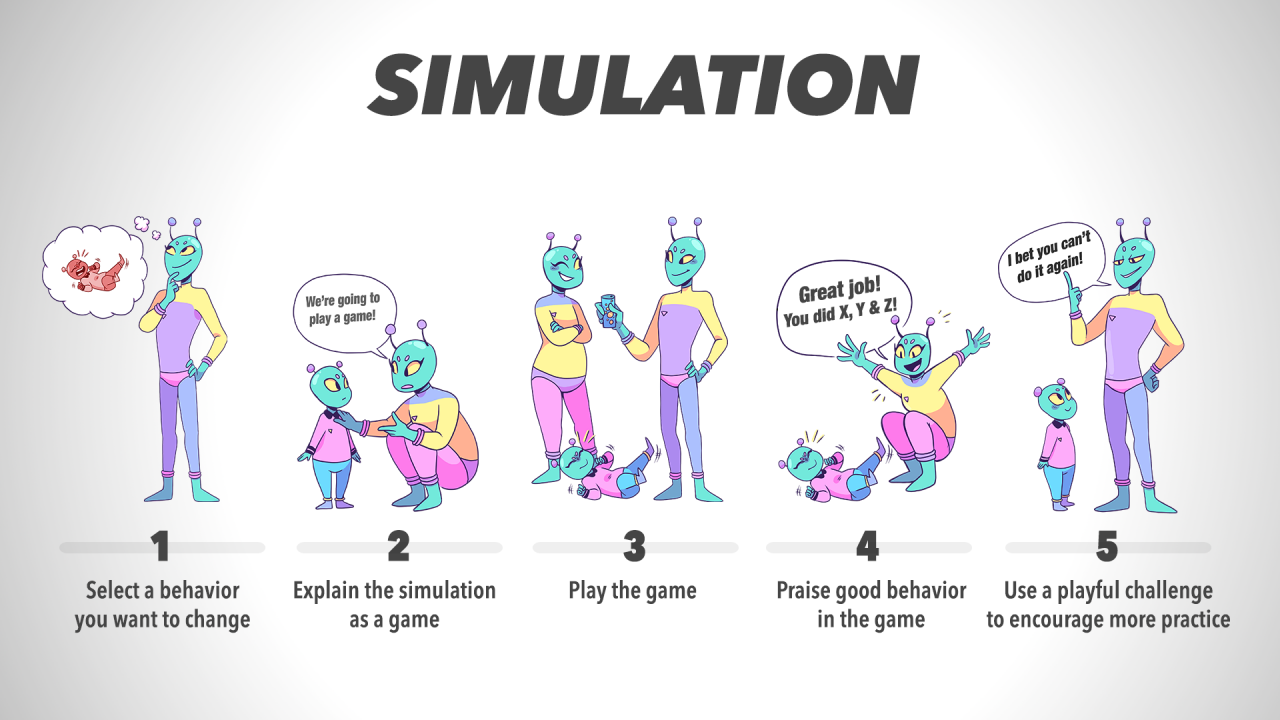 SIMULATION
We're going to
play a game!
Great job!
You did X, Y & Z!
I bet you can't
do it again!
1
Select a behavior
you want to change
2
Explain the simulation
as a game
3
Play the game
4
Praise good behavior
in the game
5
Use a playful challenge
to encourage more practice